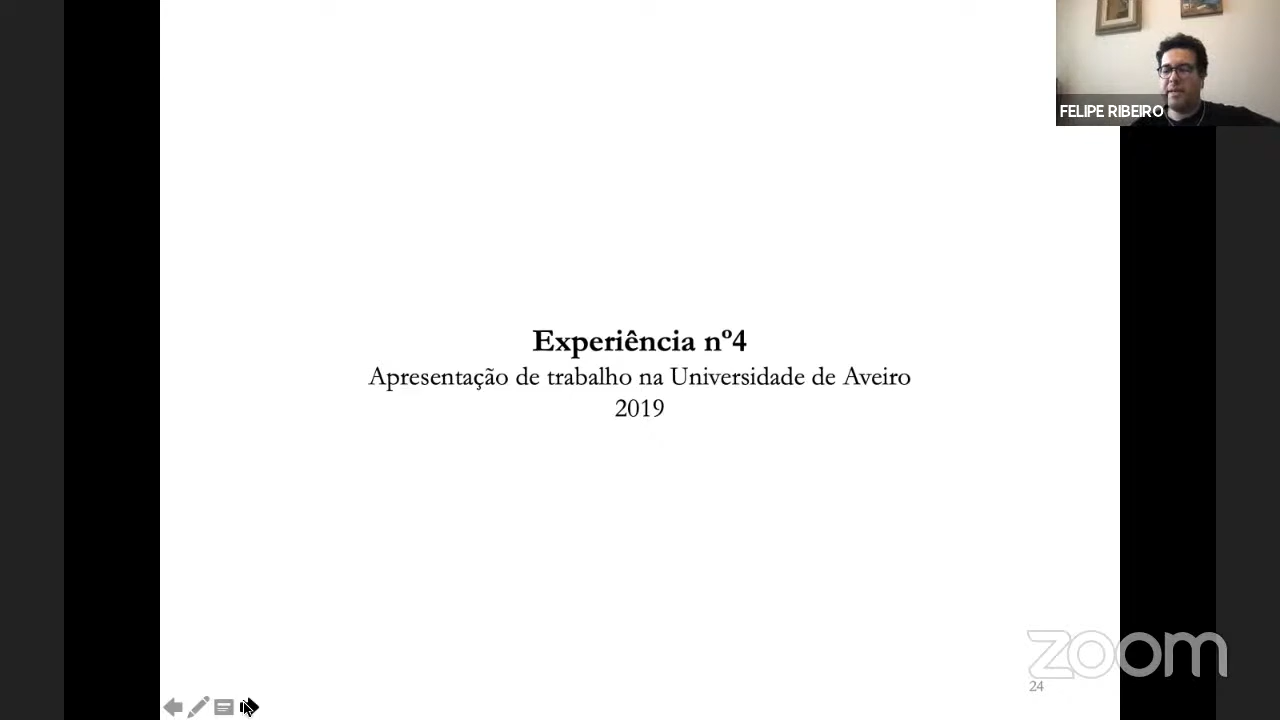 FELIPE RIBEIRO
Experiência nº4
Apresentação de trabalho na Universidade de Aveiro
2019
zoom
24